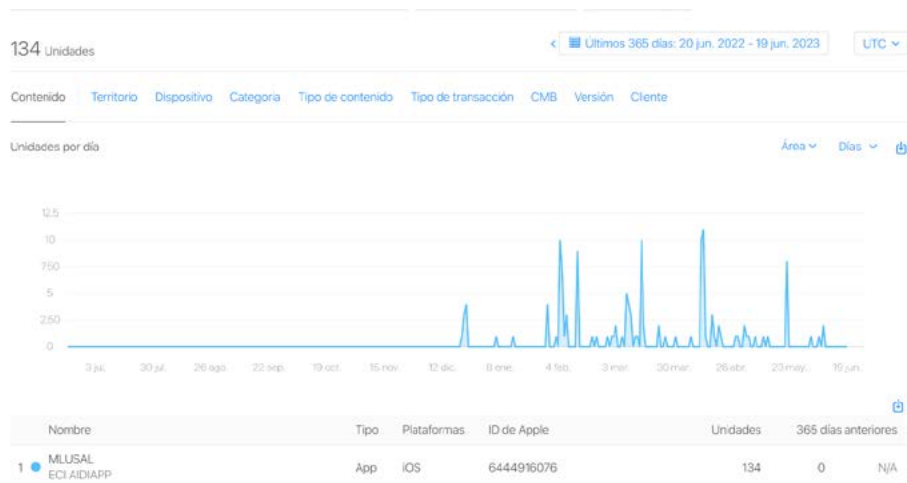 134 Unidades
Últimos 365 días: 20 jun. 2022 - 19 jun. 2023
UTC
Contenido Territorio Dispositivo Categoria Tipo de contenido Tipo de transacción CMB Versión Cliente
Unidades por día
Área Días
12.5
10
7.50
5
2.50
0
3 jul. 30 jul. 26 ago. 22 sep. 19 oct. 15 nov. 12 dic. 8 ene. 4 feb. 3 mar. 30 mar. 26 abr. 23 may. 19 jun.
Nombre Tipo Plataformas ID de Apple Unidades 365 días anteriores
1 MLUSAL App iOS 6444916076 134 0 N/A
ECLAIDIAPP